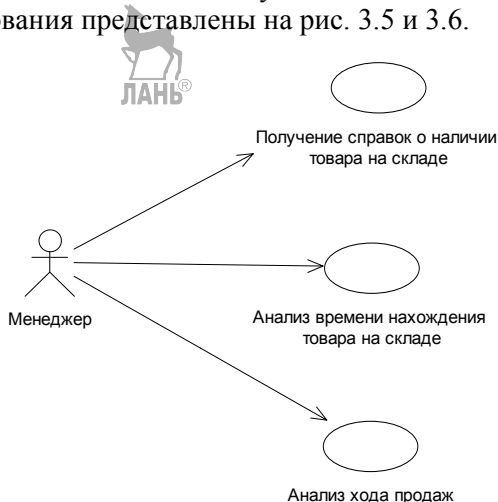 ования представлены на рис. 3.5 и 3.6.
ЛАНЬ®
Получение справок о наличии
товара на складе
Менеджер
Анализ времени нахождения
товара на складе
Анализ хода продаж